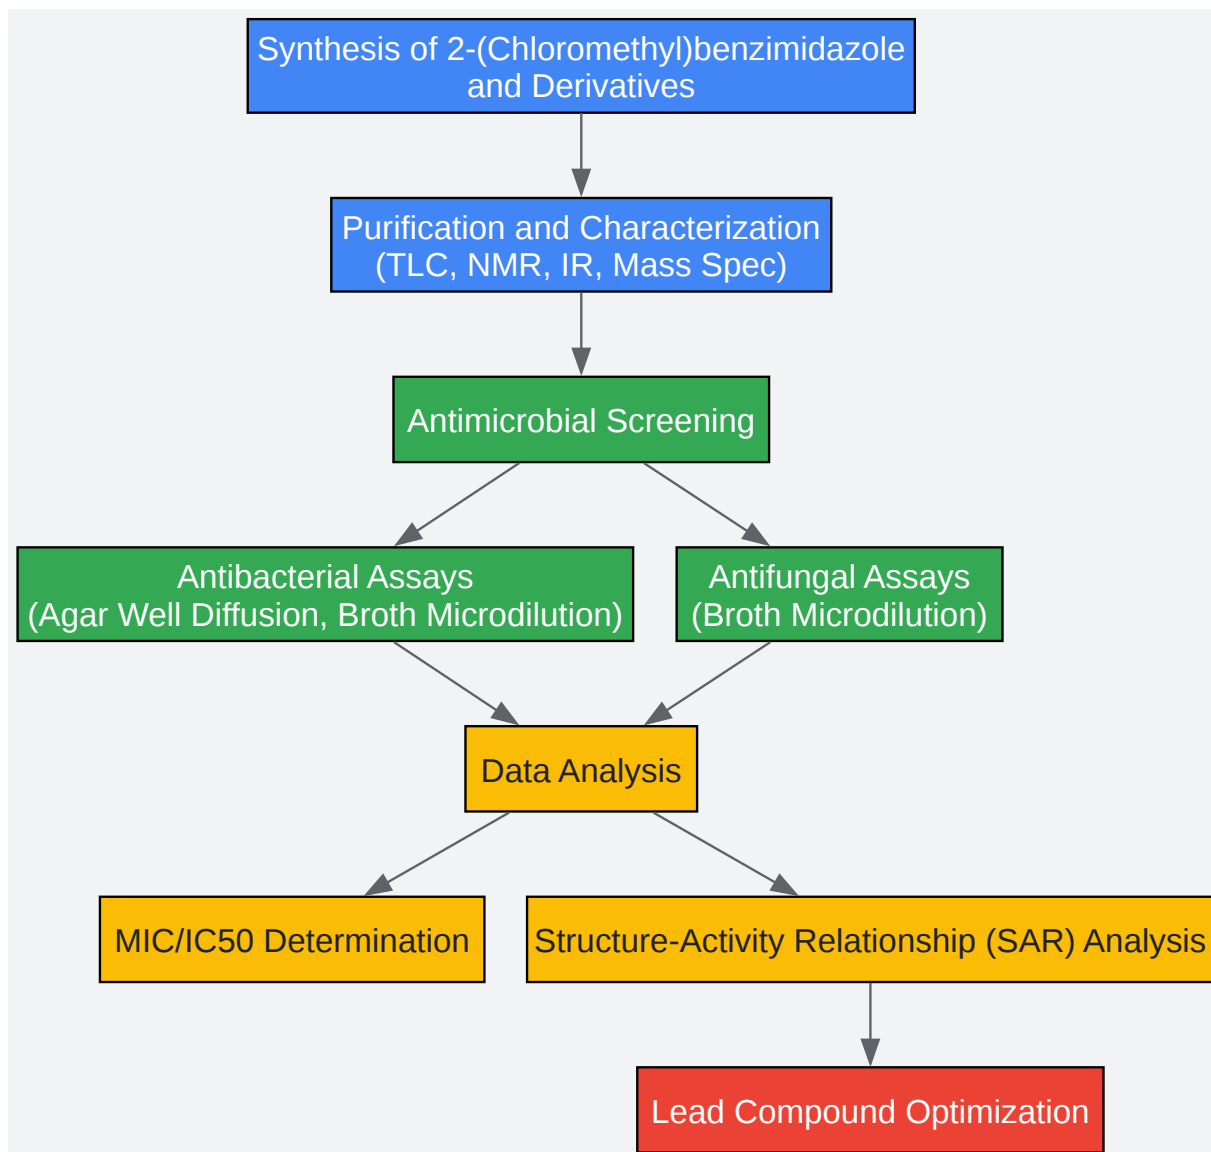 Synthesis of 2-(Chloromethyl)benzimidazole
and Derivatives
Purification and Characterization
(TLC, NMR, IR, Mass Spec)
Antimicrobial Screening
Antibacterial Assays
(Agar Well Diffusion, Broth Microdilution)
Antifungal Assays
(Broth Microdilution)
Data Analysis
MIC/IC50 Determination
Structure-Activity Relationship (SAR) Analysis
Lead Compound Optimization